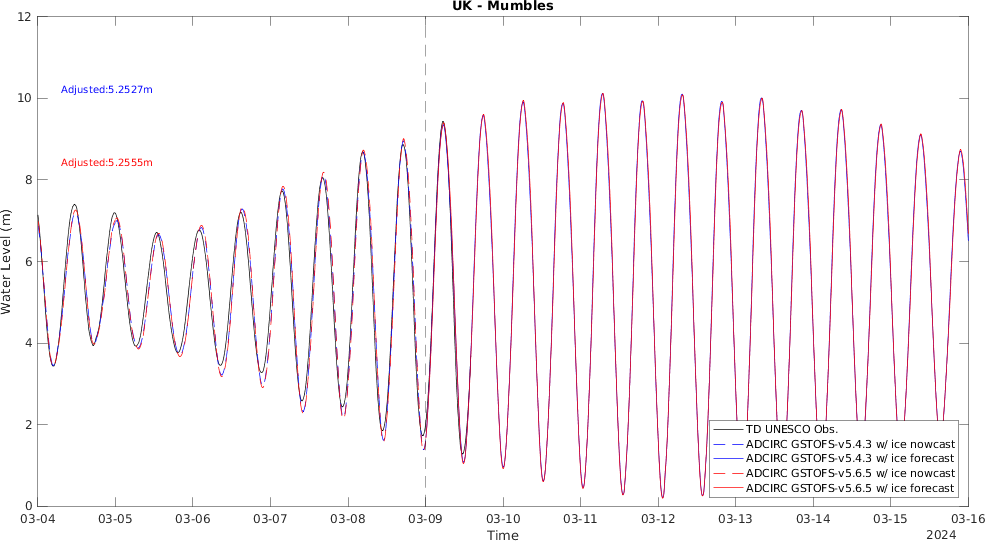 UK - Mumbles
12
10
8
6
4
2
0
Water Level (m)
Adjusted:5.2527m
Adjusted:5.2555m
TD UNESCO Obs.
ADCIRC GSTOFS-v5.4.3 w/ ice nowcast
ADCIRC GSTOFS-v5.4.3 w/ ice forecast
ADCIRC GSTOFS-v5.6.5 w/ ice nowcast
ADCIRC GSTOFS-v5.6.5 w/ ice forecast
03-04 03-05 03-06 03-07 03-08 03-09 03-10 03-11 03-12 03-13 03-14 03-15 03-16
Time
2024